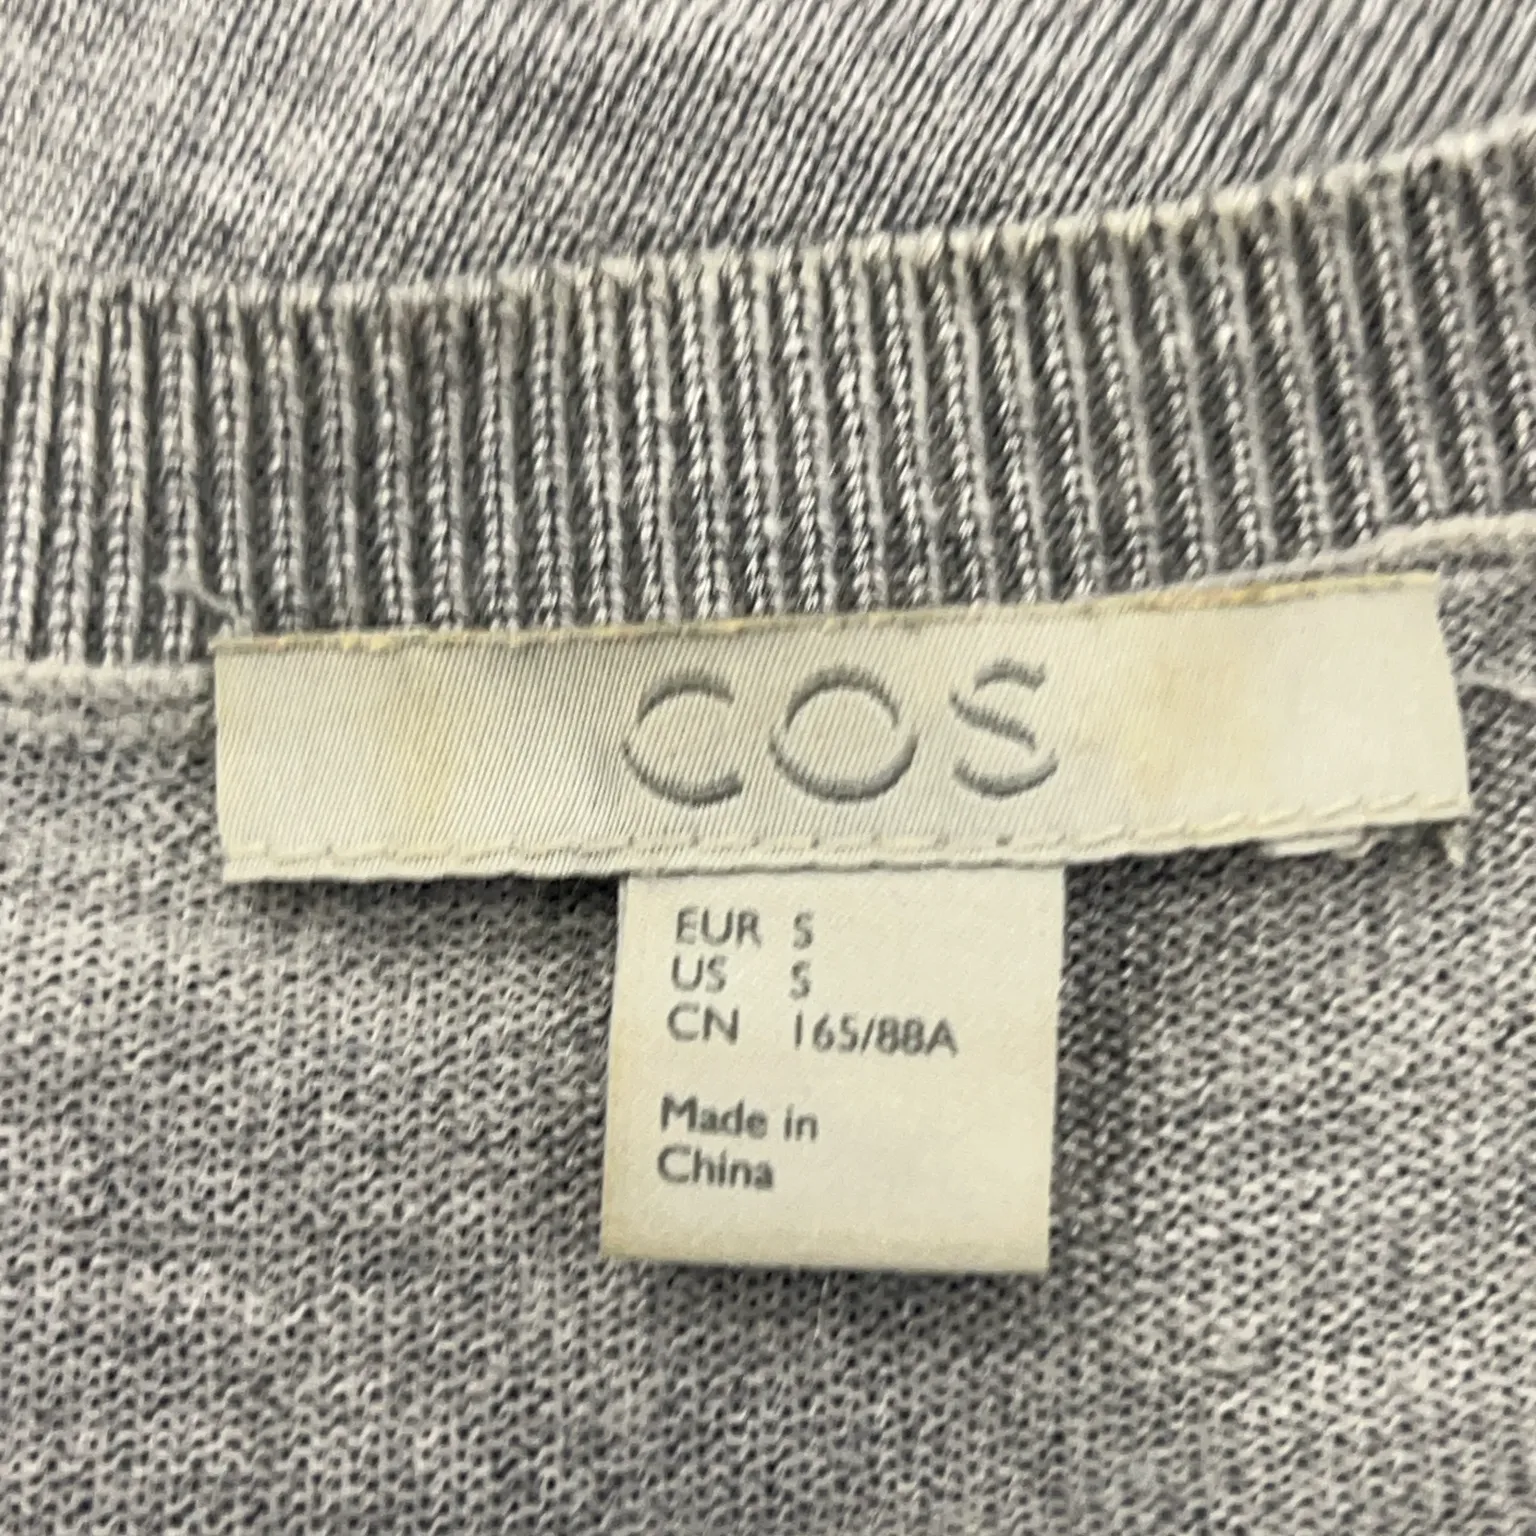 COS
EUR S
US S
CN 165/88A
Made in
China